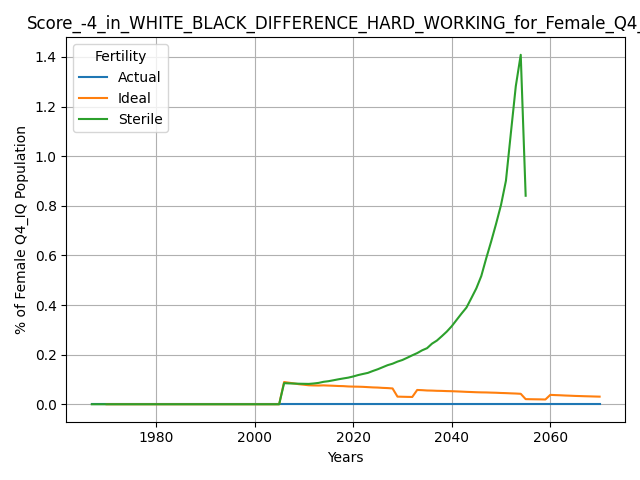 Score_-4_in_WHITE_BLACK_DIFFERENCE_HARD_WORKING_for_Female_Q4_
% of Female Q4_IQ Population
1.4
1.2
1.0
0.8
0.6
0.4
0.2
0.0
Fertility
Actual
Ideal
Sterile
1980
2000
2020
2040
2060
Years